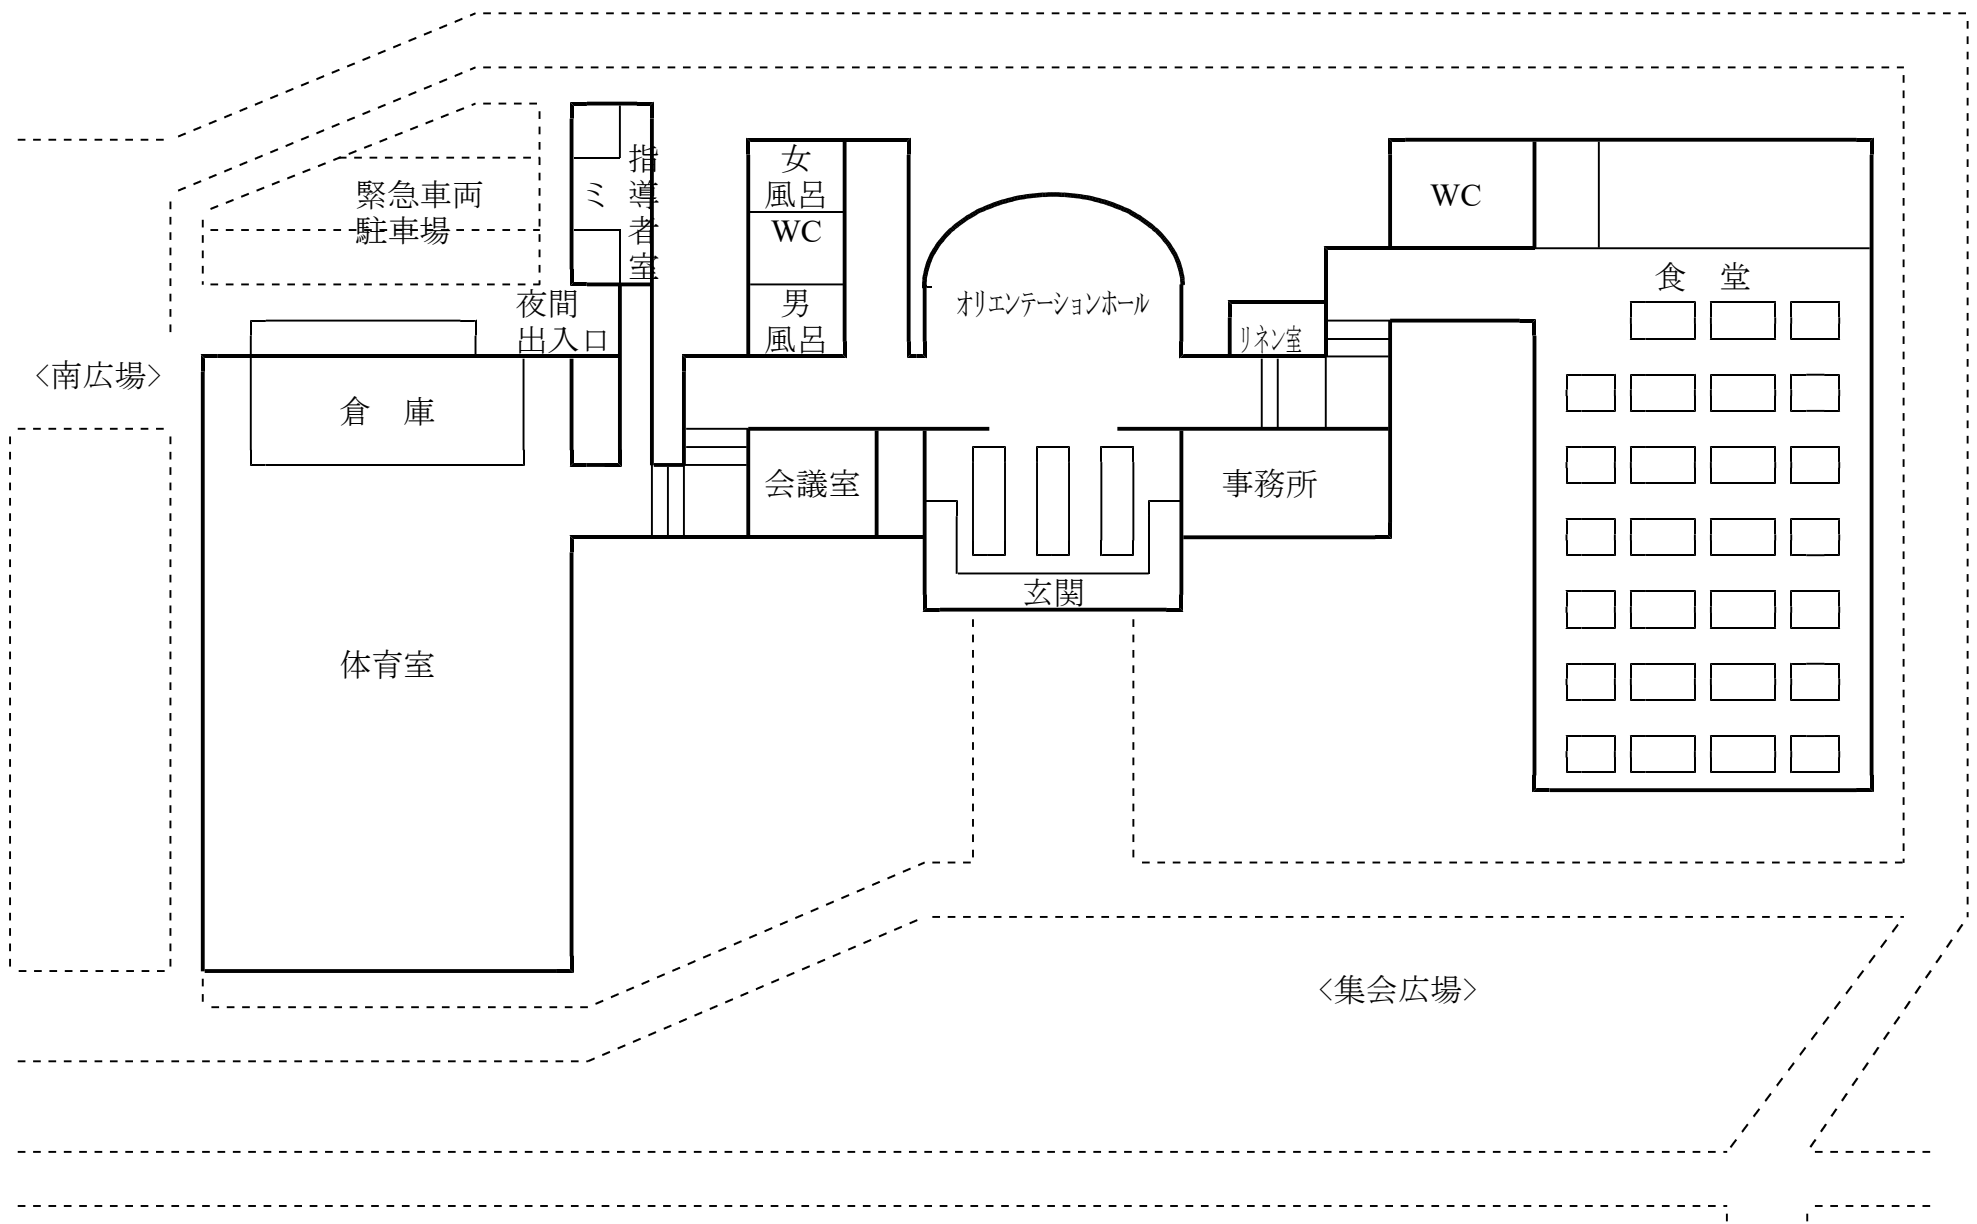 指導者室
ミ
女
風呂
WC
男
風呂
緊急車両
駐車場
夜間
出入口
WC
食　堂
オリエンテーションホール
リネン室
<南広場>
倉　庫
会議室
事務所
玄関
体育室
<集会広場>